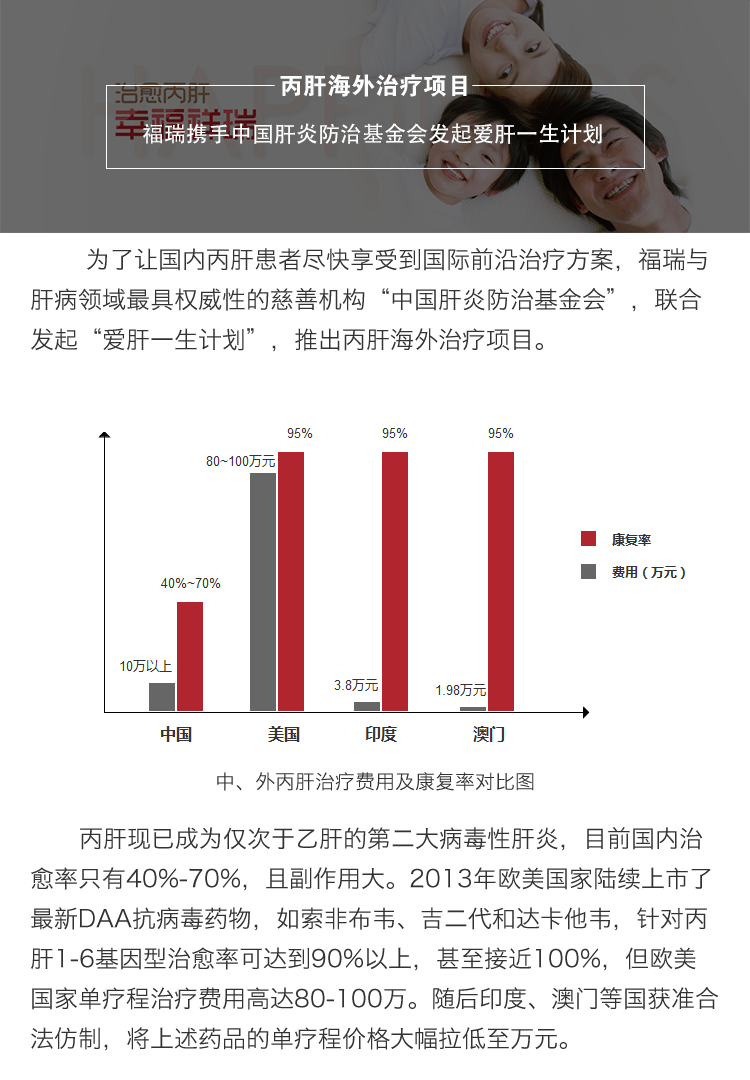 丙肝海外治疗项目
治愈丙肝
幸福祥瑞
福瑞携手中国肝炎防治基金会发起爱肝一生计划
为了让国内丙肝患者尽快享受到国际前沿治疗方案，福瑞与
肝病领域最具权威性的慈善机构“中国肝炎防治基金会”，联合
发起“爱肝一生计划”，推出丙肝海外治疗项目。
95%
95%
95%
80~100万元
康复率
费用（万元）
40%~70%
10万以上
3.8万元
1.98万元
中国
美国
印度
澳门
中、外丙肝治疗费用及康复率对比图
丙肝现已成为仅次于乙肝的第二大病毒性肝炎，目前国内治
愈率只有40%-70%，且副作用大。2013年欧美国家陆续上市了
最新DAA抗病毒药物，如索非布韦、吉二代和达卡他韦，针对丙
肝1-6基因型治愈率可达到90%以上，甚至接近100%，但欧美
国家单疗程治疗费用高达80-100万。随后印度、澳门等国获准合
法仿制，将上述药品的单疗程价格大幅拉低至万元。